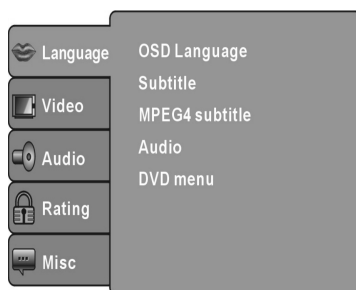 Language
Video
Audio
Rating
Misc
OSD Language
Subtitle
MPEG4 subtitle
Audio
DVD menu